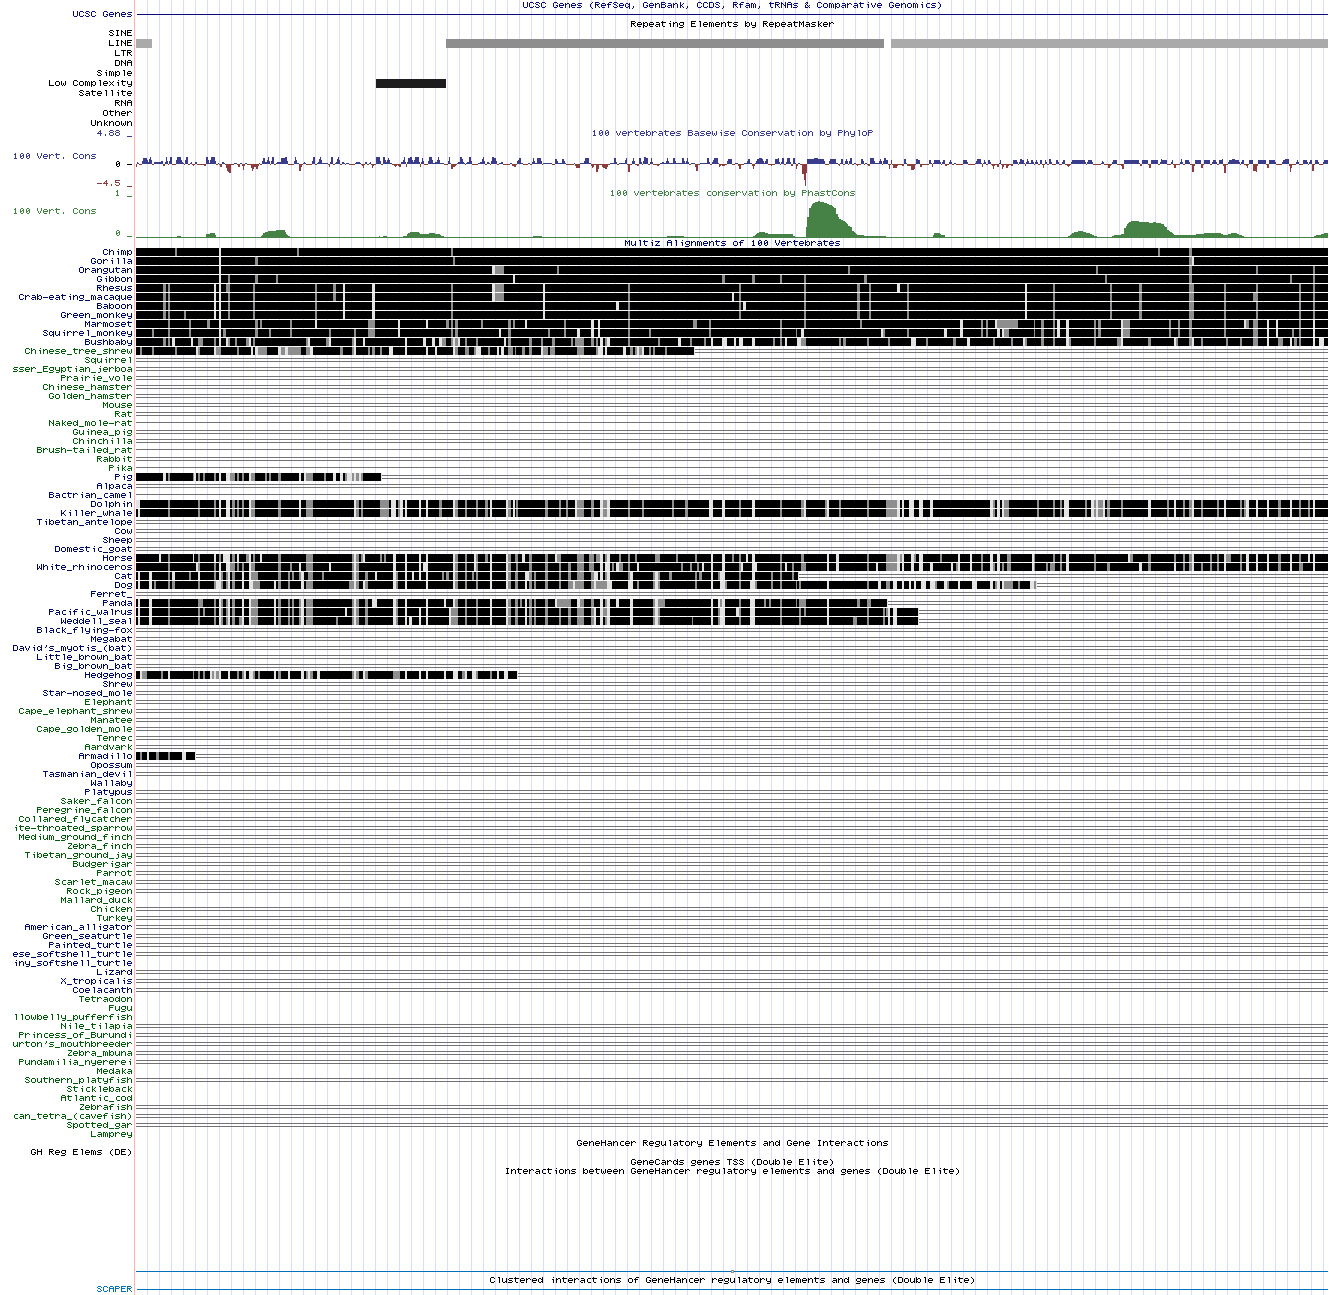 UCSC Genes (RefSeq, GenBank, CCDS, Rfam, tRNAs & Comparative Genomics)
UCSC Genes
Repeating Elements by RepeatMasker
SINE
LINE
LTR
DNA
Simple
Low Complexity
Satellite
RNA
Other
Unknown
4.88 _
100 vertebrates Basewise Conservation by PhyloP
100 Vert. Cons
0 _
-4.5 _
1 _
100 vertebrates conservation by PhastCons
100 Vert. Cons
0 _
Multiz Alignments of 100 Vertebrates
Chimp
Gorilla
Orangutan
Gibbon
Rhesus
Crab-eating_macaque
Baboon
Green_monkey
Marmoset
Squirrel_monkey
Bushbaby
Chinese_tree_shrew
Squirrel
sser_Egyptian_jerboa
Prairie_vole
Chinese_hamster
Golden_hamster
Mouse
Rat
Naked_mole-rat
Guinea_pig
Chinchilla
Brush-tailed_rat
Rabbit
Pika
Pig
Alpaca
Bactrian_camel
Dolphin
Killer_whale
Tibetan_antelope
Cow
Sheep
Domestic_goat
Horse
White_rhinoceros
Cat
Dog
Ferret_
Panda
Pacific_walrus
Weddell_seal
Black_flying-fox
Megabat
David's_myotis_(bat)
Little_brown_bat
Big_brown_bat
Hedgehog
Shrew
Star-nosed_mole
Elephant
Cape_elephant_shrew
Manatee
Cape_golden_mole
Tenrec
Aardvark
Armadillo
Opossum
Tasmanian_devil
Wallaby
Platypus
Saker_falcon
Peregrine_falcon
Collared_flycatcher
ite-throated_sparrow
Medium_ground_finch
Zebra_finch
Tibetan_ground_jay
Budgerigar
Parrot
Scarlet_macaw
Rock_pigeon
Mallard_duck
Chicken
Turkey
American_alligator
Green_seaturtle
Painted_turtle
ese_softshell_turtle
iny_softshell_turtle
Lizard
X_tropicalis
Coelacanth
Tetraodon
Fugu
llowbelly_pufferfish
Nile_tilapia
Princess_of_Burundi
urton's_mouthbreeder
Zebra_mbuna
Pundamilia_nyererei
Medaka
Southern_platyfish
Stickleback
Atlantic_cod
Zebrafish
can_tetra_(cavefish)
Spotted_gar
Lamprey
GeneHancer Regulatory Elements and Gene Interactions
GH Reg Elems (DE)
GeneCards genes TSS (Double Elite)
Interactions between GeneHancer regulatory elements and genes (Double Elite)
Clustered interactions of GeneHancer regulatory elements and genes (Double Elite)
SCAPER